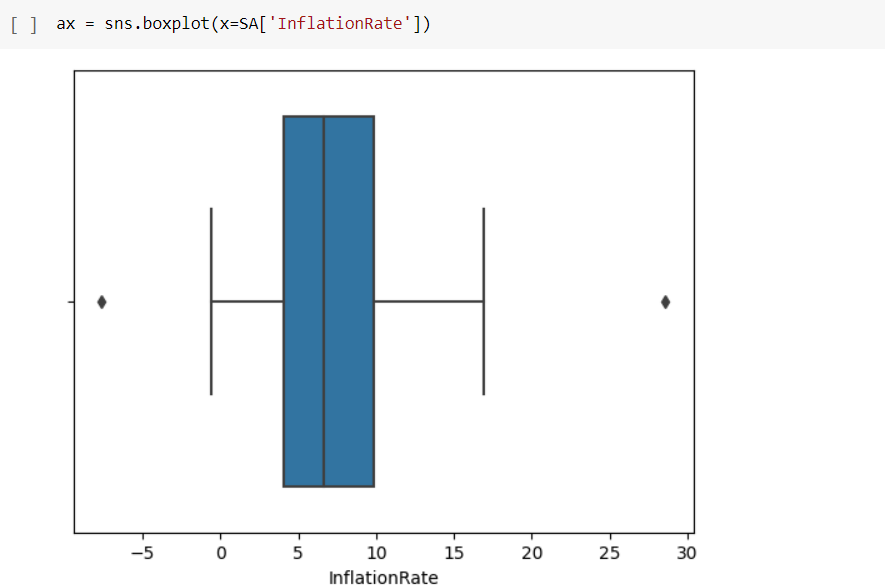 [ ] ax = sns.boxplot(x=SA['InflationRate'])
−5 0 5 10 15 20 25 30
InflationRate